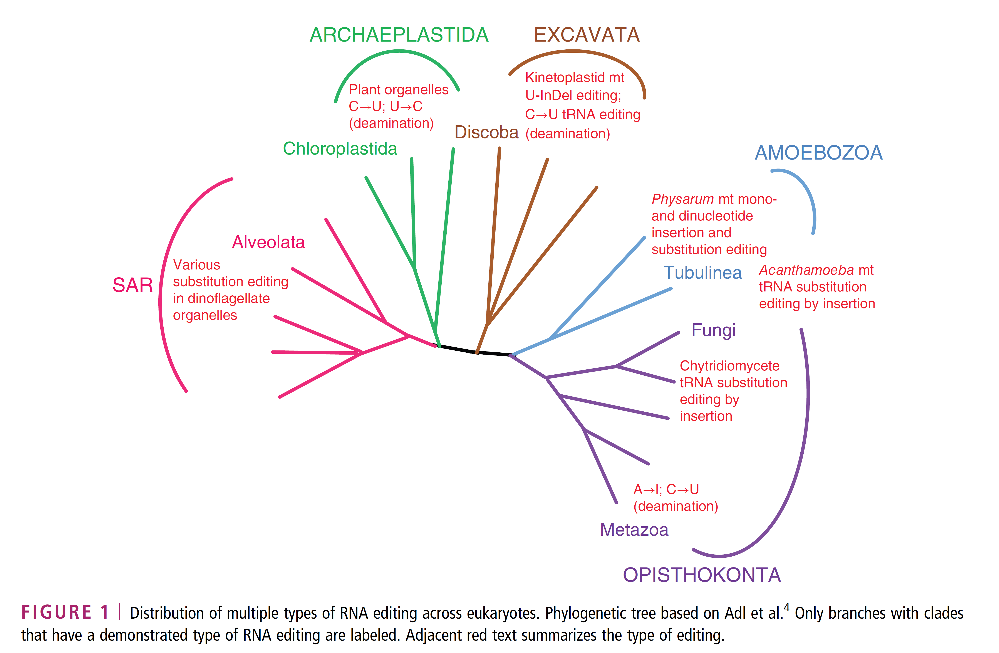 ARCHAEPLASTIDA
EXCAVATA
Plant organelles
C→U; U→C
(deamination)
Kinetoplastid mt
U-InDel editing;
C→U tRNA editing
(deamination)
Discoba
Chloroplastida
AMOEBOZOA
Physarum mt mono-
and dinucleotide
insertion and
substitution editing
Alveolata
Various
substitution editing
in dinoflagellate
organelles
SAR
Tubulinea
Acanthamoeba mt
tRNA substitution
editing by insertion
Fungi
Chytridiomycete
tRNA substitution
editing by
insertion
A→I; C→U
(deamination)
Metazoa
OPISTHOKONTA
FIGURE 1 | Distribution of multiple types of RNA editing across eukaryotes. Phylogenetic tree based on Adl et al.4 Only branches with clades
that have a demonstrated type of RNA editing are labeled. Adjacent red text summarizes the type of editing.